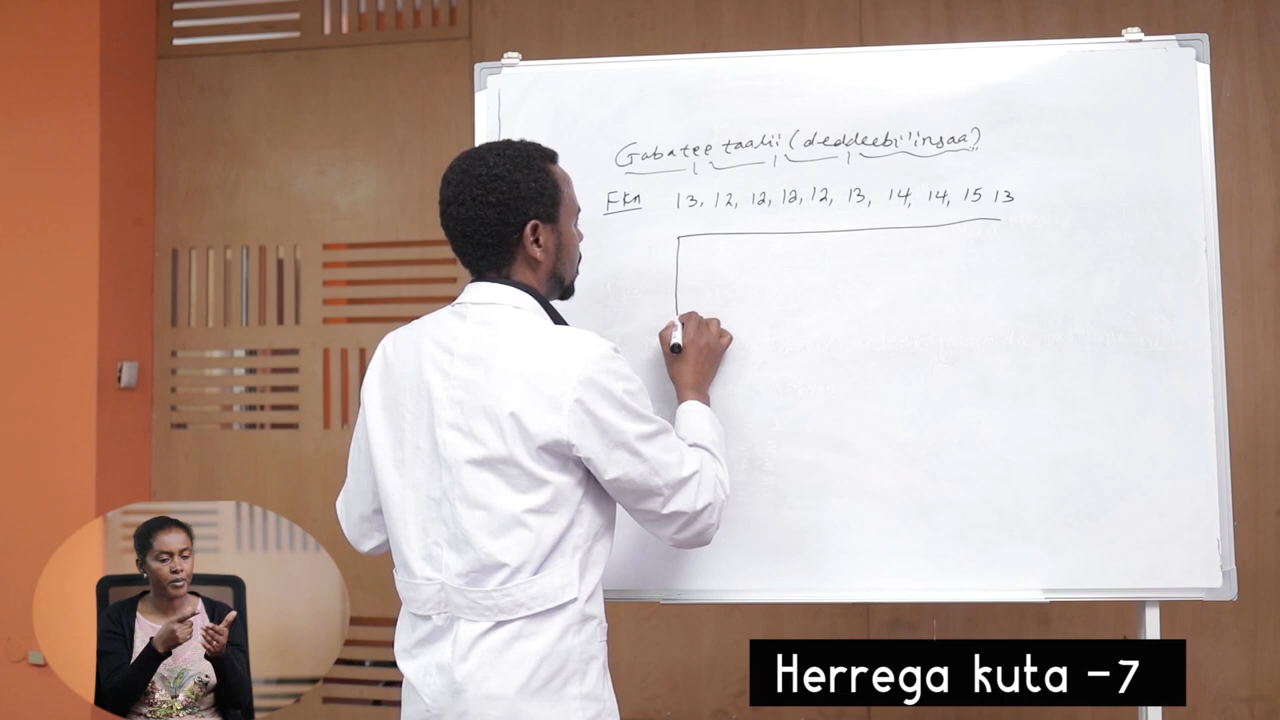 Gabatee taalii (deddeebi'insaa)
Fkn 13, 12, 12, 12, 12, 13, 14, 14, 15 13
Herrega kuta -7